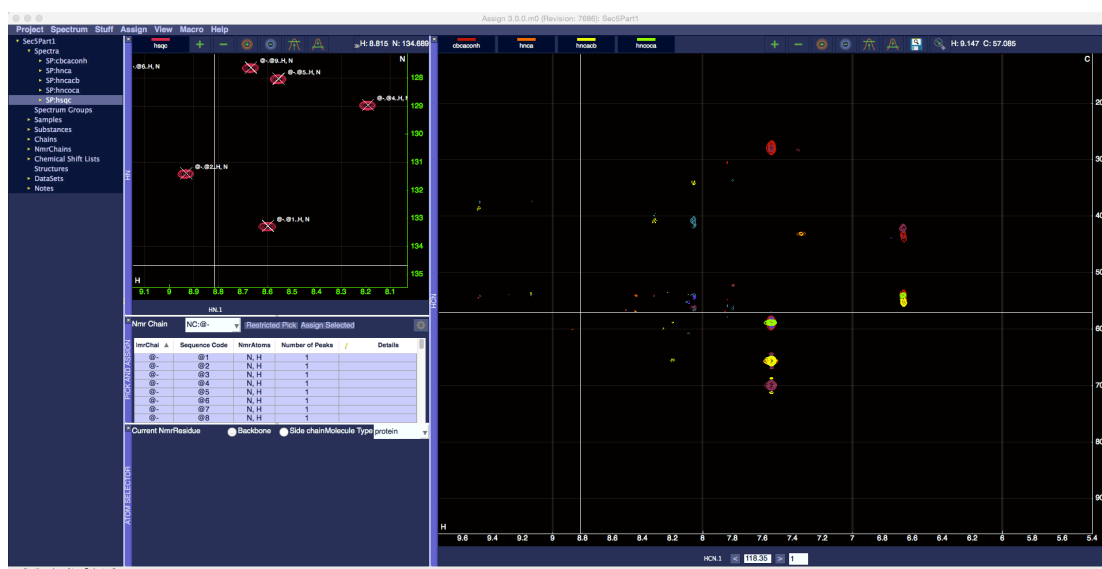 Assign 3.0.0.m0 (Revision: 7686): Sec5Part1
Project Spectrum Stuff Assign View Macro Help
Sec5Part1
Spectra
SP:cbcaconh
SP:hnca
SP:hncacb
SP:hncoca
SP:hsqc
Spectrum Groups
Samples
Substances
Chains
NmrChains
Chemical Shift Lists
Structures
DataSets
Notes
hsqc
H: 8.815 N: 134.689
N
@-.@6..H, N
@-.@9..H, N
@-.@5..H, N
@-.@4..H, N
@-.@2..H, N
@-.@1..H, N
128
129
130
131
132
133
134
135
HN
H
9.1 9 8.9 8.8 8.7 8.6 8.5 8.4 8.3 8.2 8.1
HN.1
PICK AND ASSIGN
Nmr Chain NC:@- Restricted Pick Assign Selected
Sequence Code NmrAtoms Number of Peaks / Details
@- @1 N, H 1
@- @2 N, H 1
@- @3 N, H 1
@- @4 N, H 1
@- @5 N, H 1
@- @6 N, H 1
@- @7 N, H 1
@- @8 N, H 1
ATOM SELECTOR
Current NmrResidue Backbone Side chain Molecule Type protein
cbcaconh hnca hncacb hncoca
H: 9.147 C: 57.085
C
20
30
40
50
60
70
80
90
HCN
H
9.6 9.4 9.2 9 8.8 8.6 8.4 8.2 8 7.8 7.6 7.4 7.2 7 6.8 6.6 6.4 6.2 6 5.8 5.6 5.4
HCN.1 < 118.35 > 1